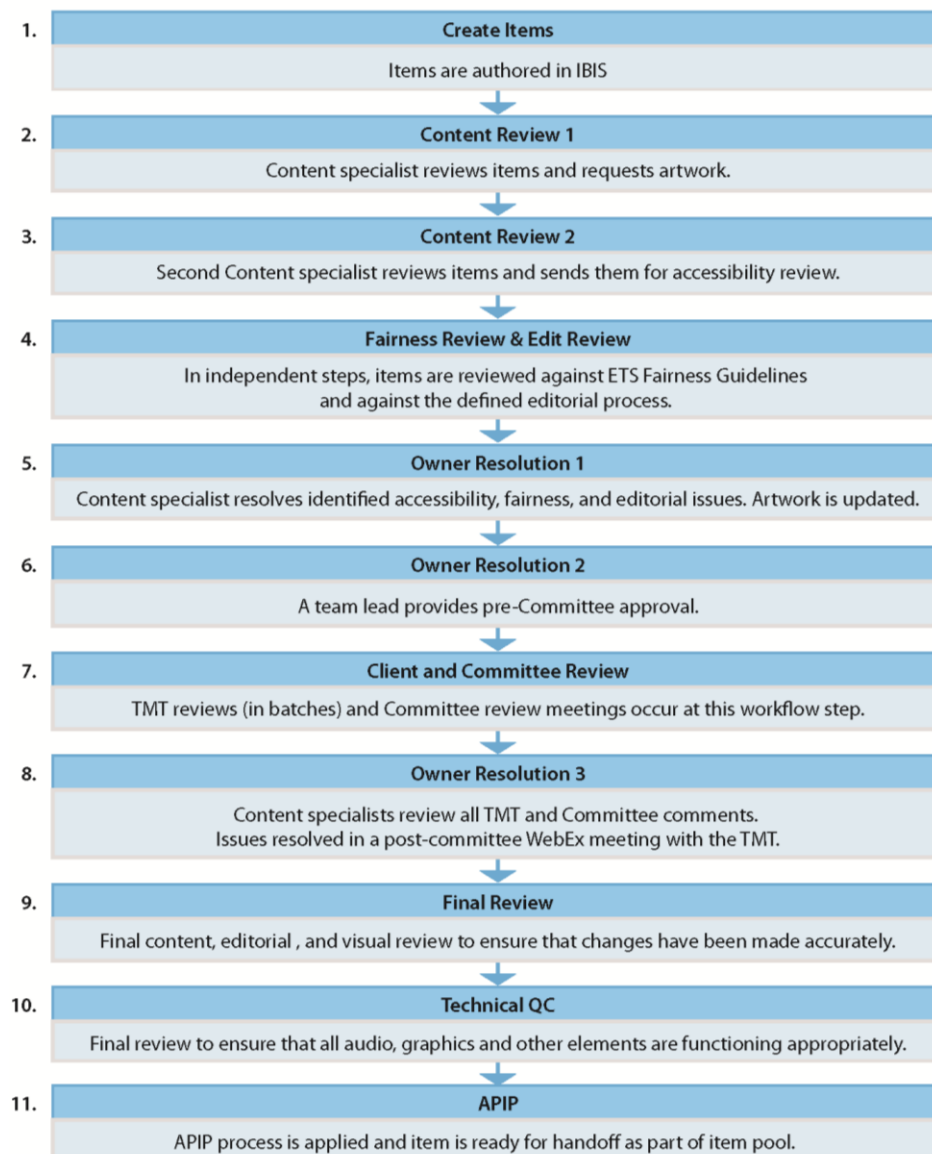 1. Create Items
Items are authored in IBIS
2. Content Review 1
Content specialist reviews items and requests artwork.
3. Content Review 2
Second Content specialist reviews items and sends them for accessibility review.
4. Fairness Review & Edit Review
In independent steps, items are reviewed against ETS Fairness Guidelines
and against the defined editorial process.
5. Owner Resolution 1
Content specialist resolves identified accessibility, fairness, and editorial issues. Artwork is updated.
6. Owner Resolution 2
A team lead provides pre-Committee approval.
7. Client and Committee Review
TMT reviews (in batches) and Committee review meetings occur at this workflow step.
8. Owner Resolution 3
Content specialists review all TMT and Committee comments.
Issues resolved in a post-committee WebEx meeting with the TMT.
9. Final Review
Final content, editorial , and visual review to ensure that changes have been made accurately.
10. Technical QC
Final review to ensure that all audio, graphics and other elements are functioning appropriately.
11. APIP
APIP process is applied and item is ready for handoff as part of item pool.